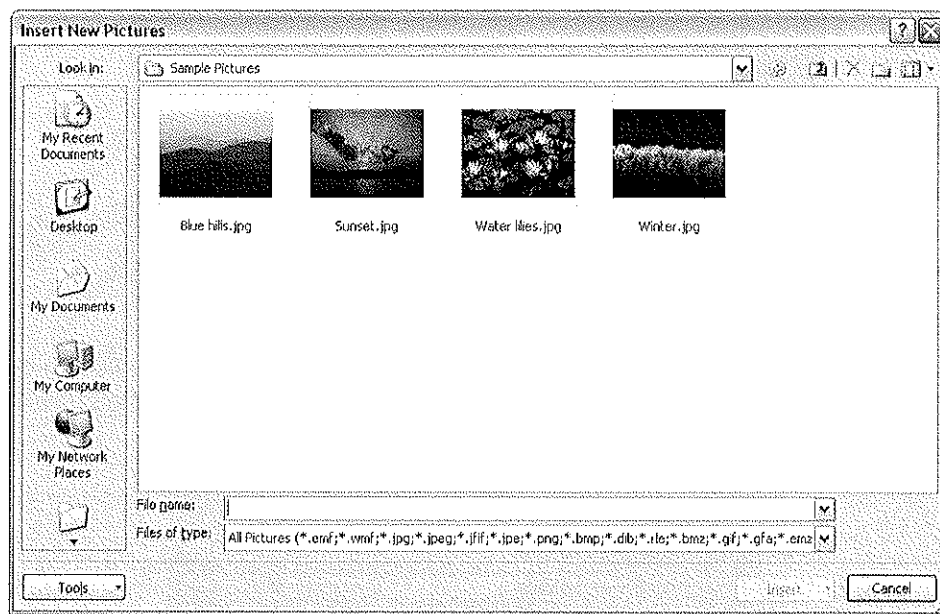 Insert New Pictures
Look in:
Sample Pictures
My Recent
Documents
Desktop
My Documents
My Computer
My Network
Places
Blue hills.jpg
Sunset.jpg
Water lilies.jpg
Winter.jpg
File name:
Files of type:
All Pictures (*.emf;*.wmf;*.jpg;*.jpeg;*.jfif;*.jpe;*.png;*.bmp;*.dib;*.rle;*.bmz;*.gif;*.gfa;*.emz
Tools
Insert
Cancel